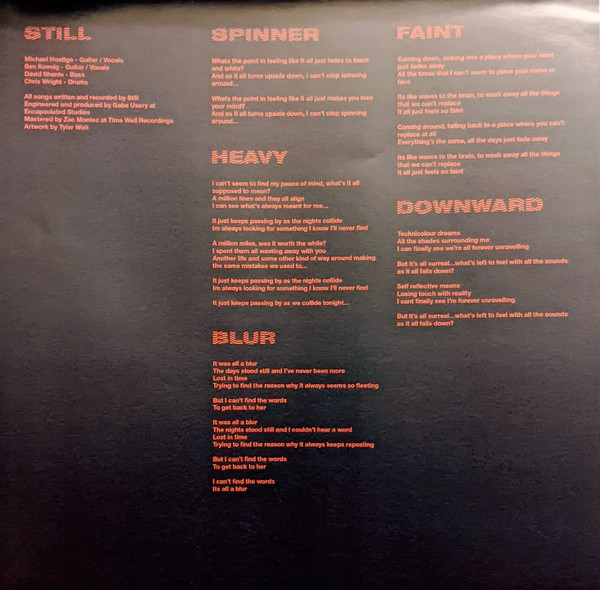 STILL
Michael Hoeltge - Guitar / Vocals
Ben Koenig - Guitar / Vocals
David Shanie - Bass
Chris Wright - Drums
All songs written and recorded by Still
Engineered and produced by Gabe Usery at
Encapsulated Studios
Mastered by Zac Montez at Time Well Recordings
Artwork by Tyler Walt
SPINNER
Whats the point in feeling like it all just fades to black
and white?
And as it all turns upside down, I can't stop spinning
around...
Whats the point in feeling like it all just makes you lose
your mind?
And as it all turns upside down, I can't stop spinning
around...
HEAVY
I can't seem to find my peace of mind, what's it all
supposed to mean?
A million lines and they all align
I can see what's always meant for me...
It just keeps passing by as the nights collide
Im always looking for something I know I'll never find
A million miles, was it worth the while?
I spent them all wasting away with you
Another life and some other kind of way around making
the same mistakes we used to...
It just keeps passing by as the nights collide
Im always looking for something I know I'll never find
It just keeps passing by as we collide tonight...
BLUR
It was all a blur
The days stood still and I've never been more
Lost in time
Trying to find the reason why it always seems so fleeting
But I can't find the words
To get back to her
It was all a blur
The nights stood still and I couldn't hear a word
Lost in time
Trying to find the reason why it always keeps repeating
But I can't find the words
To get back to her
I can't find the words
Its all a blur
FAINT
Coming down, sinking into a place where your mind
just fades away
All the times that I can't seem to place your name or
face
Its like waves to the brain, to wash away all the things
that we can't replace
It all just feels so faint
Coming around, falling back to a place where you can't
replace at all
Everything's the same, all the days just fade away
Its like waves to the brain, to wash away all the things
that we can't replace
It all just feels so faint
DOWNWARD
Technicolour dreams
All the shades surrounding me
I can finally see we're all forever unravelling
But it's all surreal...what's left to feel with all the sounds
as it all falls down?
Self reflective means
Losing touch with reality
I cant finally see I'm forever unravelling
But it's all surreal...what's left to feel with all the sounds
as it all falls down?